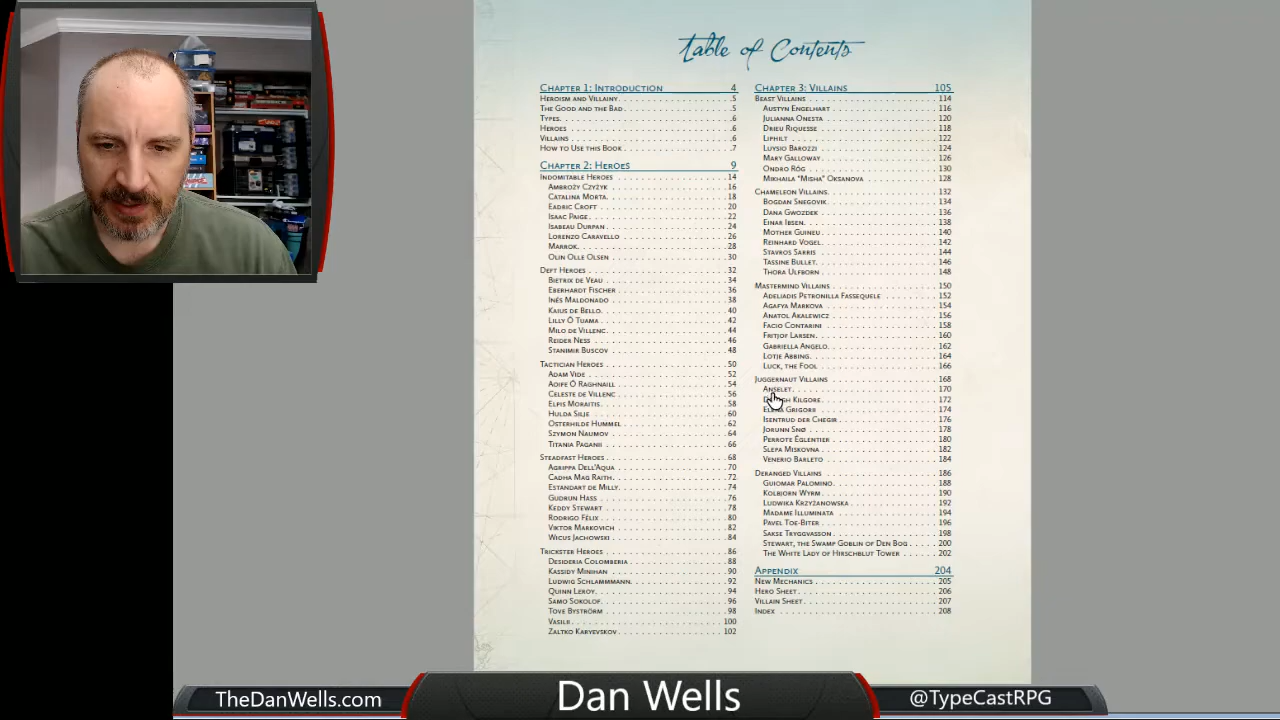 Table of Contents
Chapter 1: Introduction 4
Heroism and Villainy. 5
The Good and the Bad. 5
Types. 6
Heroes 6
Villains 6
How to Use this Book 7
Chapter 2: Heroes 9
Indomitable Heroes 14
Ambroży Czyżyk 16
Catalina Morta. 18
Eadric Croft 20
Isaac Paige. 22
Isabeau Durpan 24
Lorenzo Caravello 26
Marrok. 28
Olin Olle Olsen 30
Deft Heroes 32
Bietrix de Veau 34
Eberhardt Fischer 36
Inés Maldonado 38
Kaius de Bello. 40
Lilly Ó Tuama 42
Milo de Villenc. 44
Reider Ness 46
Stanimir Buscov 48
Tactician Heroes 50
Adam Vide 52
Aoife Ó Raghnaill 54
Celeste de Villenc 56
Elpis Moraitis. 58
Hulda Silje 60
Osterhilde Hummel 62
Szymon Naumov 64
Titania Paganii 66
Steadfast Heroes 68
Agrippa Dell'Aqua 70
Cadha Mag Raith. 72
Estandart de Milly. 74
Gudrun Hass 76
Keddy Stewart 78
Rodrigo Félix 80
Viktor Markovich 82
Wicus Jachowski 84
Trickster Heroes 86
Desideria Colomberia 88
Kassidy Minihan 90
Ludwig Schlammmann. 92
Quinn Leroy. 94
Samo Sokolof. 96
Tove Byström 98
Vasilii 100
Zaltko Karyevskov 102
Chapter 3: Villains 105
Beast Villains 114
Austyn Engelhart 116
Julianna Onesta 120
Drieu Riquesse 118
Liphilt 122
Luysio Barozzi 124
Mary Galloway. 126
Ondro Róg 130
Mikhaila "Misha" Oksanova 128
Chameleon Villains. 132
Bogdan Snegovik 134
Dana Gwozdek 136
Einar Ibsen. 138
Mother Guineu 140
Reinhard Vogel. 142
Stavros Sarris 144
Tassine Bullet. 146
Thora Ulfborn 148
Mastermind Villains 150
Adeliadis Petronilla Fassequele 152
Agafya Markova 154
Anatol Akalewicz 156
Facio Contarini 158
Fritjof Larsen. 160
Gabriella Angelo. 162
Lotje Abbing. 164
Luck, the Fool 166
Juggernaut Villains 168
Anselet. 170
Kilgore. 172
Elena Grigorii 174
Isentrud der Chegir 176
Jorunn Snø 178
Perrote Églentier 180
Slepa Miskovna 182
Venerio Barleto 184
Deranged Villains 186
Guiomar Palomino. 188
Kolbjorn Wyrm 190
Ludwika Krzyżanowska 192
Madame Illuminata 194
Pavel Toe-Biter 196
Sakse Tryggvasson 198
Stewart, the Swamp Goblin of Den Bog 200
The White Lady of Hirschblut Tower 202
Appendix 204
New Mechanics 205
Hero Sheet 206
Villain Sheet. 207
Index 208
TheDanWells.com
Dan Wells
@TypeCastRPG